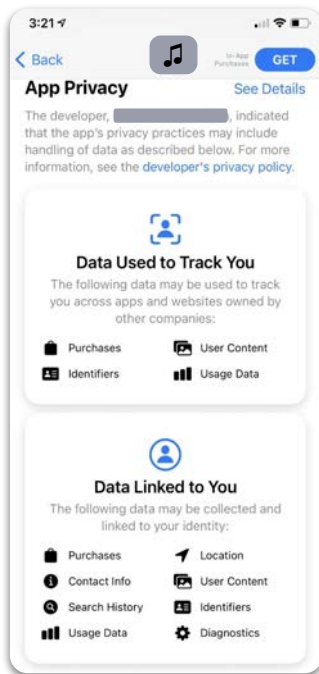 3:21
Back
In-App
Purchases
GET
App Privacy
See Details
The developer, , indicated
that the app's privacy practices may include
handling of data as described below. For more
information, see the developer's privacy policy.
Data Used to Track You
The following data may be used to track
you across apps and websites owned by
other companies:
Purchases User Content
Identifiers Usage Data
Data Linked to You
The following data may be collected and
linked to your identity:
Purchases Location
Contact Info User Content
Search History Identifiers
Usage Data Diagnostics